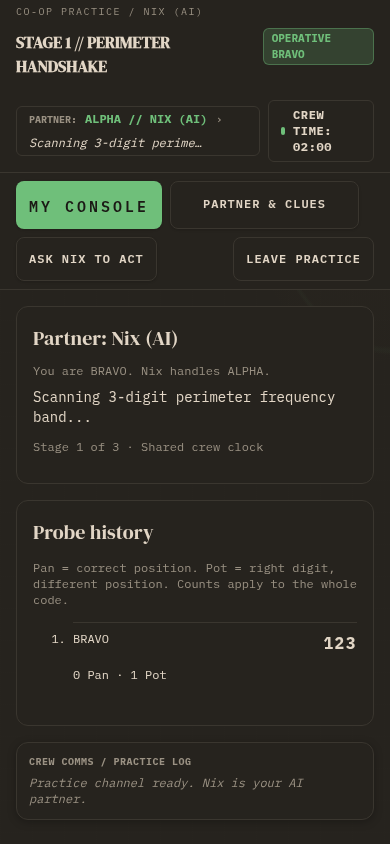 CO-OP PRACTICE / NIX (AI)
STAGE 1 // PERIMETER
HANDSHAKE
OPERATIVE
BRAVO
PARTNER: ALPHA // NIX (AI) ›
Scanning 3-digit perime…
CREW
TIME:
02:00
MY CONSOLE
PARTNER & CLUES
ASK NIX TO ACT
LEAVE PRACTICE
Partner: Nix (AI)
You are BRAVO. Nix handles ALPHA.
Scanning 3-digit perimeter frequency
band...
Stage 1 of 3 · Shared crew clock
Probe history
Pan = correct position. Pot = right digit,
different position. Counts apply to the whole
code.
1. BRAVO 123
0 Pan · 1 Pot
CREW COMMS / PRACTICE LOG
Practice channel ready. Nix is your AI
partner.